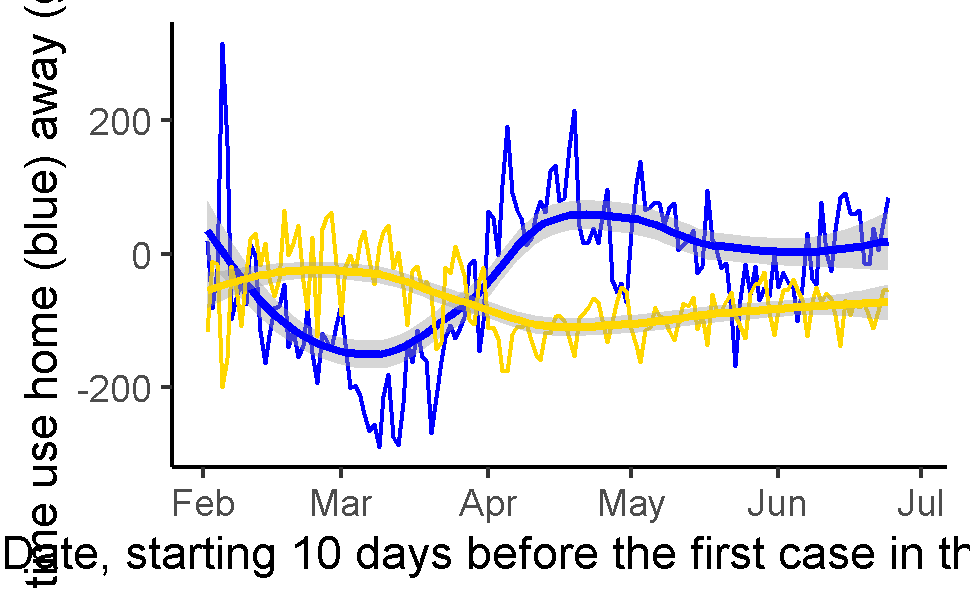 time use home (blue) away (
200
0
-200
Feb Mar Apr May Jun Jul
Date, starting 10 days before the first case in th